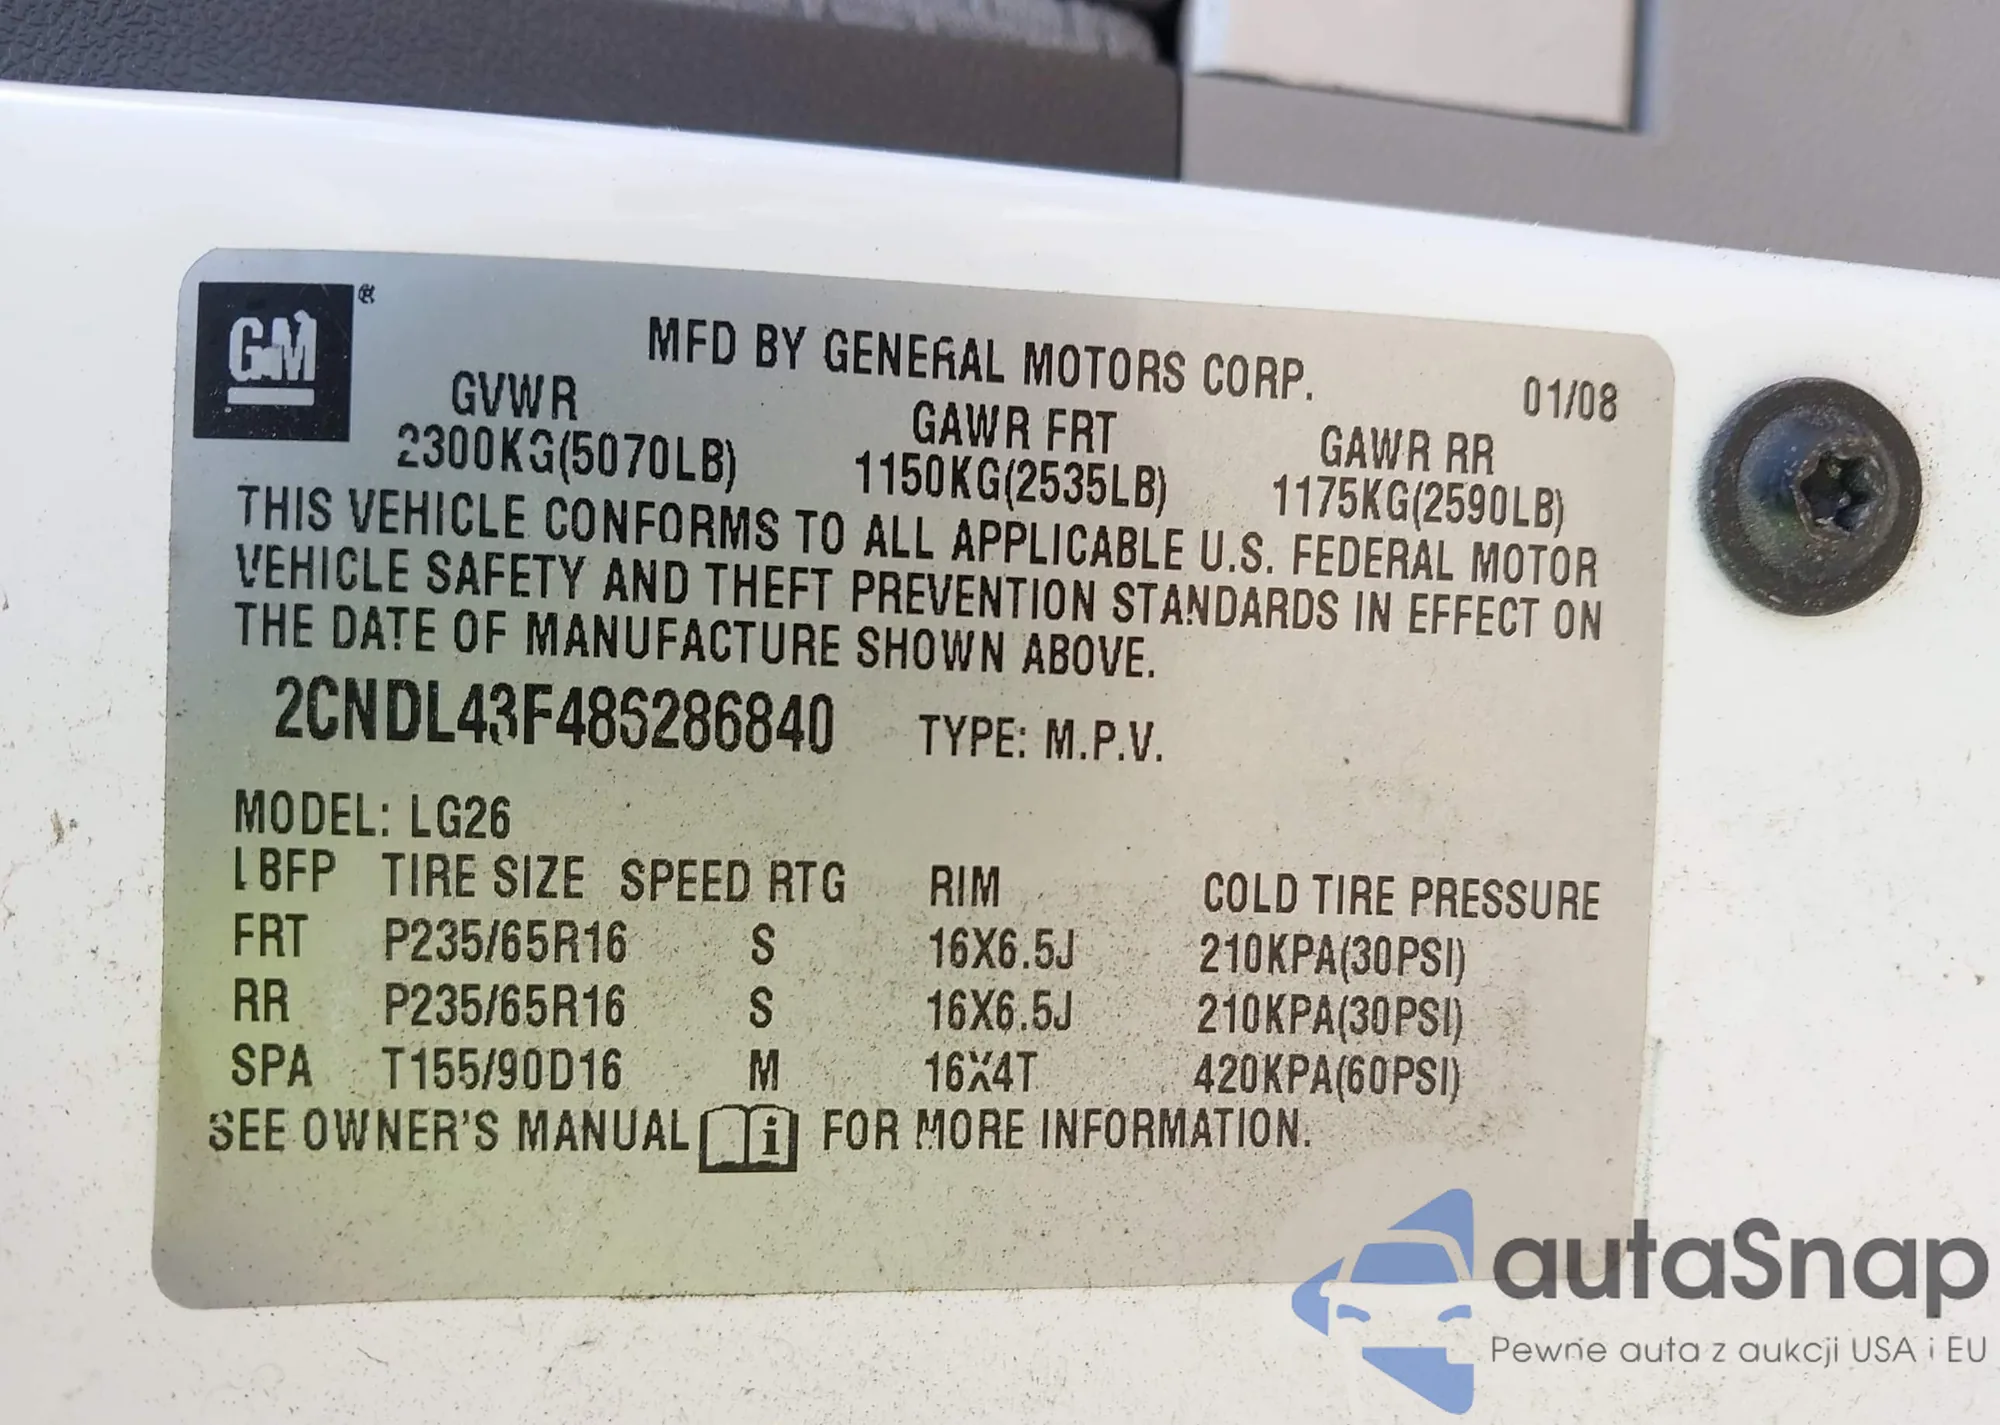 GM®
MFD BY GENERAL MOTORS CORP.
01/08
GVWR
GAWR FRT
GAWR RR
2300KG(5070LB)
1150KG(2535LB)
1175KG(2590LB)
THIS VEHICLE CONFORMS TO ALL APPLICABLE U.S. FEDERAL MOTOR
VEHICLE SAFETY AND THEFT PREVENTION STANDARDS IN EFFECT ON
THE DATE OF MANUFACTURE SHOWN ABOVE.
2CNDL43F486286840 TYPE: M.P.V.
MODEL: LG26
LBFP TIRE SIZE SPEED RTG RIM COLD TIRE PRESSURE
FRT P235/65R16 S 16X6.5J 210KPA(30PSI)
RR P235/65R16 S 16X6.5J 210KPA(30PSI)
SPA T155/90D16 M 16X4T 420KPA(60PSI)
SEE OWNER'S MANUAL i FOR MORE INFORMATION.
autaSnap
Pewne auta z aukcji USA i EU